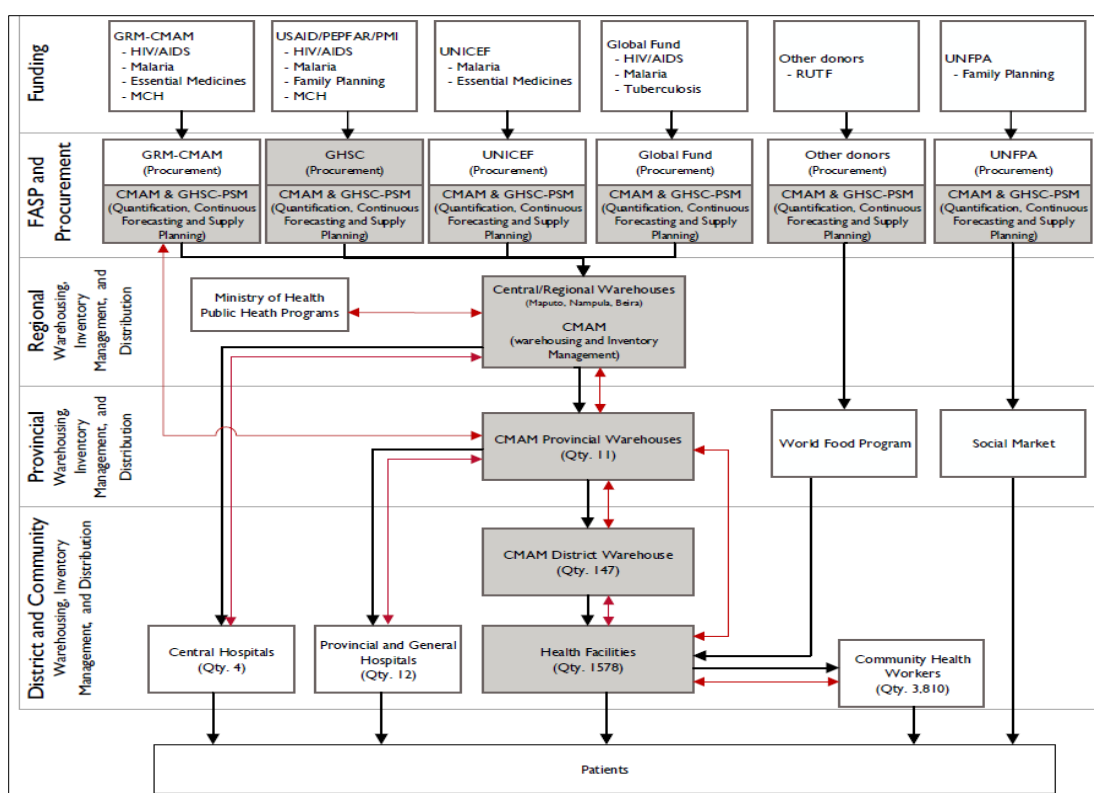 Funding
GRM-CMAM
- HIV/AIDS
- Malaria
- Essential Medicines
- MCH
USAID/PEPFAR/PMI
- HIV/AIDS
- Malaria
- Family Planning
- MCH
UNICEF
- Malaria
- Essential Medicines
Global Fund
- HIV/AIDS
- Malaria
- Tuberculosis
Other donors
- RUTF
UNFPA
- Family Planning
FASP and
Procurement
GRM-CMAM
(Procurement)
CMAM & GHSC-PSM
(Quantification, Continuous
Forecasting and Supply
Planning)
GHSC
(Procurement)
CMAM & GHSC-PSM
(Quantification, Continuous
Forecasting and Supply
Planning)
UNICEF
(Procurement)
CMAM & GHSC-PSM
(Quantification, Continuous
Forecasting and Supply
Planning)
Global Fund
(Procurement)
CMAM & GHSC-PSM
(Quantification, Continuous
Forecasting and Supply
Planning)
Other donors
(Procurement)
CMAM & GHSC-PSM
(Quantification, Continuous
Forecasting and Supply
Planning)
UNFPA
(Procurement)
CMAM & GHSC-PSM
(Quantification, Continuous
Forecasting and Supply
Planning)
Regional
Warehousing,
Inventory
Management, and
Distribution
Ministry of Health
Public Heath Programs
Central/Regional Warehouses
(Maputo, Nampula, Beira)
CMAM
(warehousing and Inventory
Management)
Provincial
Warehousing,
Inventory
Management, and
Distribution
CMAM Provincial Warehouses
(Qty. 11)
World Food Program
Social Market
District and Community
Warehousing, Inventory
Management, and Distribution
CMAM District Warehouse
(Qty. 147)
Central Hospitals
(Qty. 4)
Provincial and General
Hospitals
(Qty. 12)
Health Facilities
(Qty. 1578)
Community Health
Workers
(Qty. 3,810)
Patients